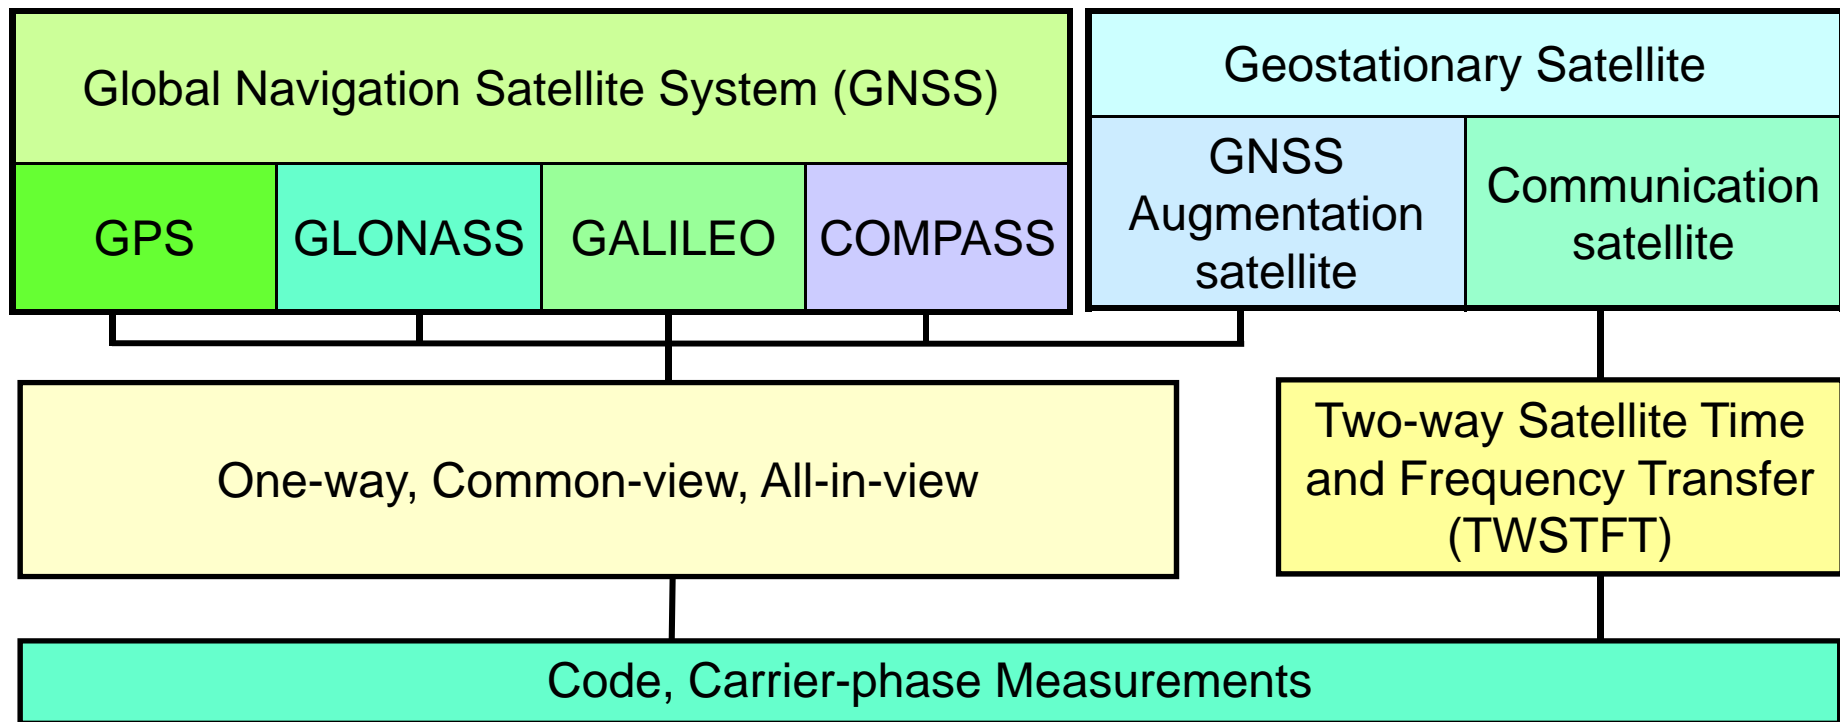 Global Navigation Satellite System (GNSS)
Geostationary Satellite
GPS
GLONASS
GALILEO
COMPASS
GNSS
Augmentation
satellite
Communication
satellite
One-way, Common-view, All-in-view
Two-way Satellite Time
and Frequency Transfer
(TWSTFT)
Code, Carrier-phase Measurements